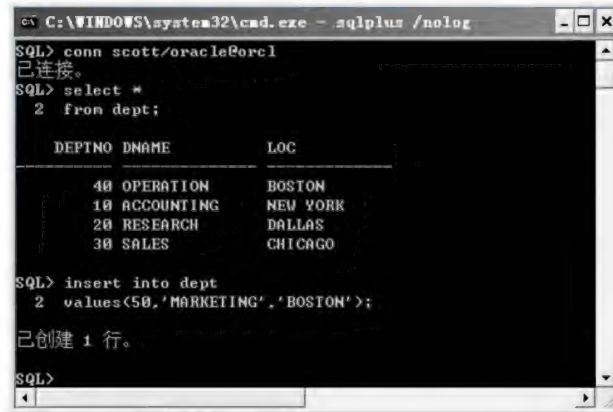 C:\WINDOWS\system32\cmd.exe - sqlplus /nolog
SQL> conn scott/oracle@orcl
已连接。
SQL> select *
2 from dept;
DEPTNO DNAME LOC
40 OPERATION BOSTON
10 ACCOUNTING NEW YORK
20 RESEARCH DALLAS
30 SALES CHICAGO
SQL> insert into dept
2 values(50,'MARKETING','BOSTON');
已创建 1 行。
SQL>